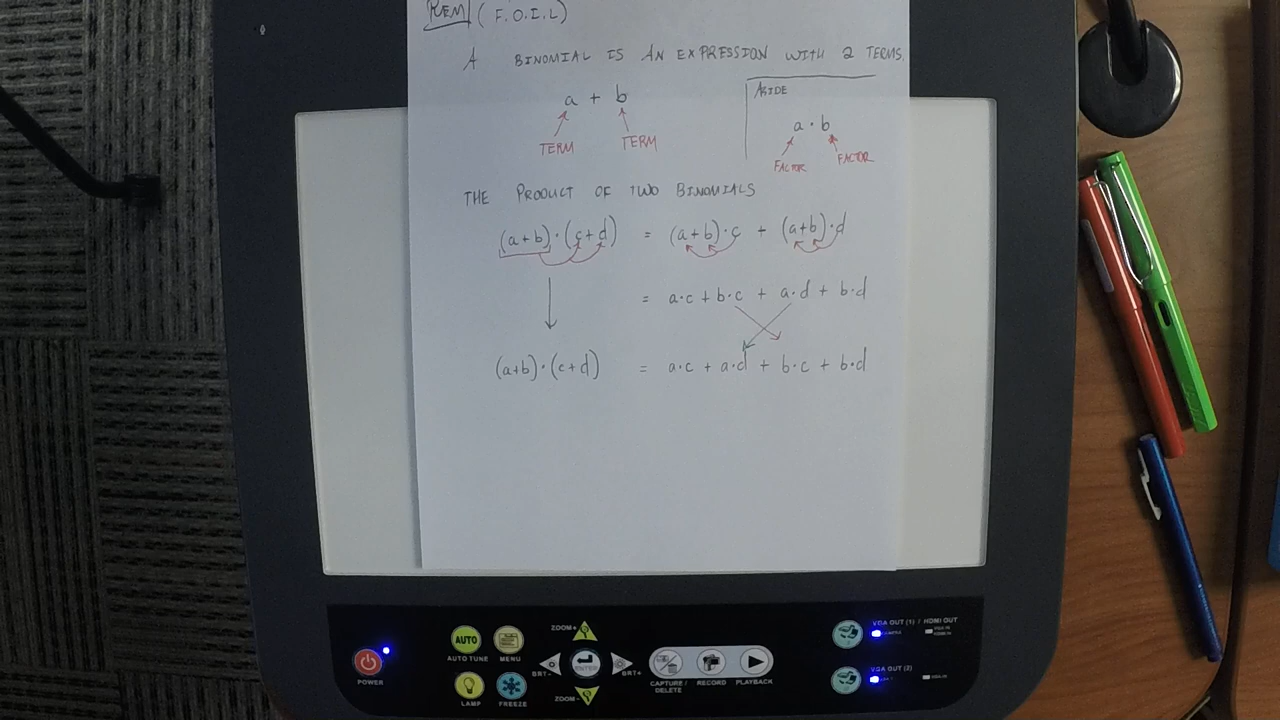 REM (F.O.I.L)
A BINOMIAL IS AN EXPRESSION WITH 2 TERMS.
a + b
TERM TERM
ASIDE
a · b
FACTOR FACTOR
THE PRODUCT OF TWO BINOMIALS
(a+b)·(c+d) = (a+b)·c + (a+b)·d
= a·c + b·c + a·d + b·d
(a+b)·(c+d) = a·c + a·d + b·c + b·d
POWER
AUTO
AUTO TUNE
MENU
LAMP
FREEZE
ZOOM+
BRT-
ENTER
BRT+
ZOOM-
CAPTURE / DELETE
RECORD
PLAYBACK
VGA OUT (1) / HDMI OUT
VGA OUT (2)